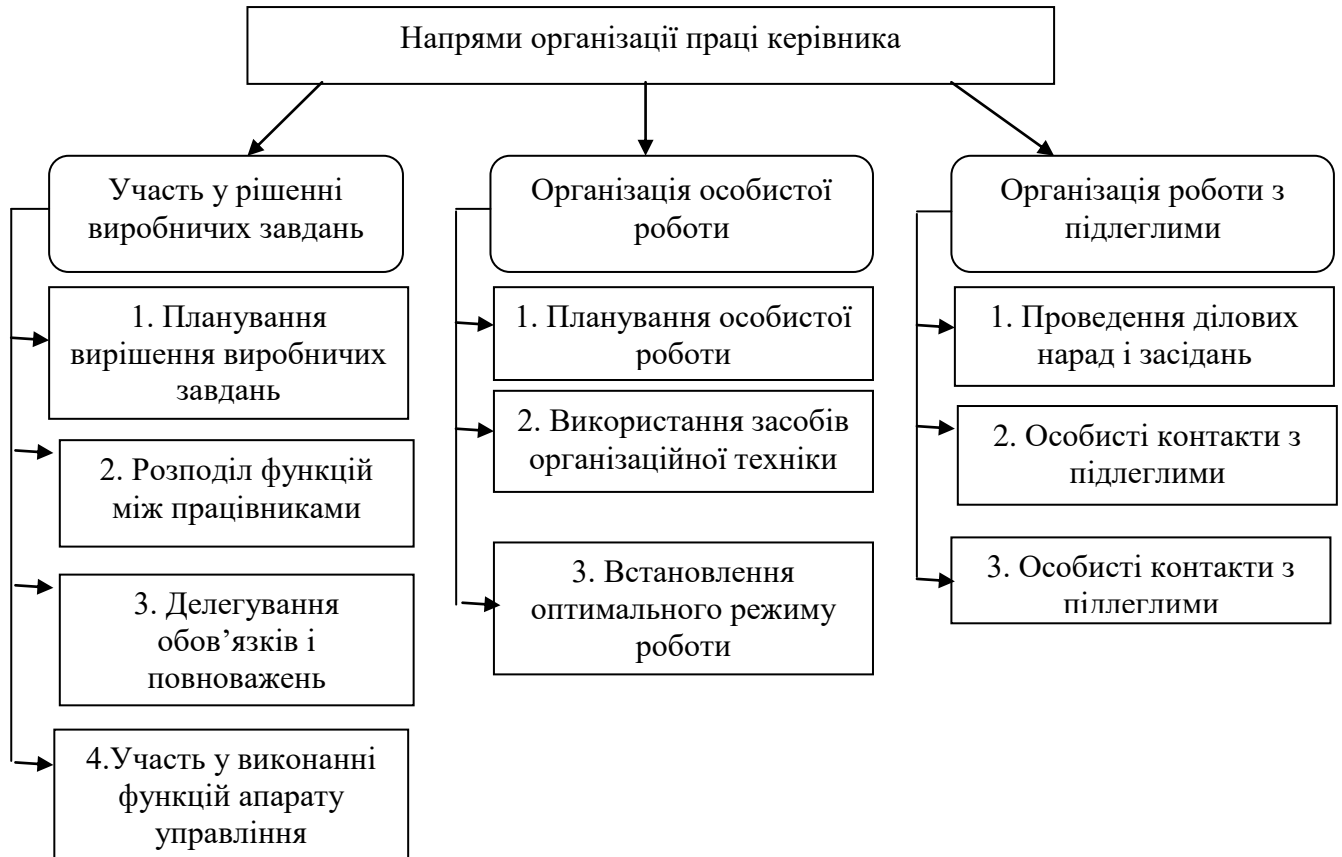 Напрями організації праці керівника
Участь у рішенні
виробничих завдань
1. Планування
вирішення виробничих
завдань
2. Розподіл функцій
між працівниками
3. Делегування
обов’язків і
повноважень
4.Участь у виконанні
функцій апарату
управління
Організація особистої
роботи
1. Планування особистої
роботи
2. Використання засобів
організаційної техніки
3. Встановлення
оптимального режиму
роботи
Організація роботи з
підлеглими
1. Проведення ділових
нарад і засідань
2. Особисті контакти з
підлеглими
3. Особисті контакти з
підлеглими